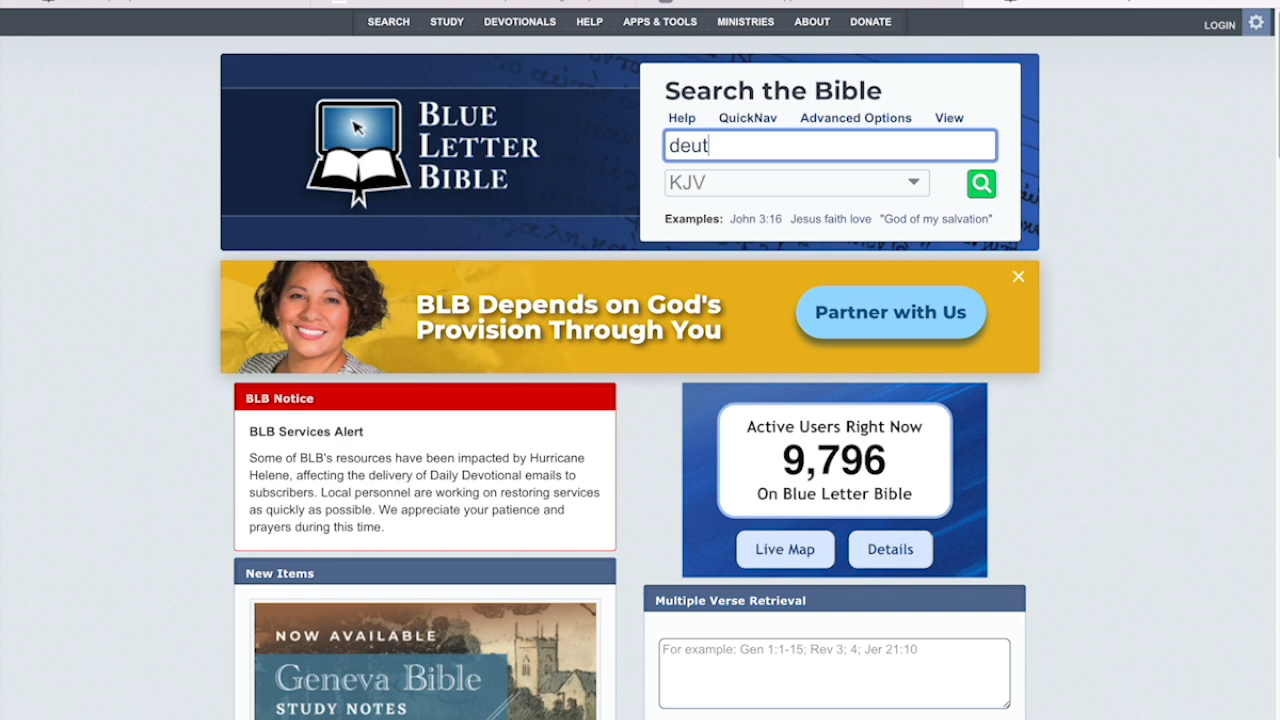 SEARCH STUDY DEVOTIONALS HELP APPS & TOOLS MINISTRIES ABOUT DONATE LOGIN
BLUE
LETTER
BIBLE
Search the Bible
Help QuickNav Advanced Options View
deut
KJV
Examples: John 3:16 Jesus faith love "God of my salvation"
BLB Depends on God's
Provision Through You
Partner with Us
BLB Notice
BLB Services Alert
Some of BLB's resources have been impacted by Hurricane
Helene, affecting the delivery of Daily Devotional emails to
subscribers. Local personnel are working on restoring services
as quickly as possible. We appreciate your patience and
prayers during this time.
Active Users Right Now
9,796
On Blue Letter Bible
Live Map Details
New Items
NOW AVAILABLE
Geneva Bible
STUDY NOTES
Multiple Verse Retrieval
For example: Gen 1:1-15; Rev 3; 4; Jer 21:10